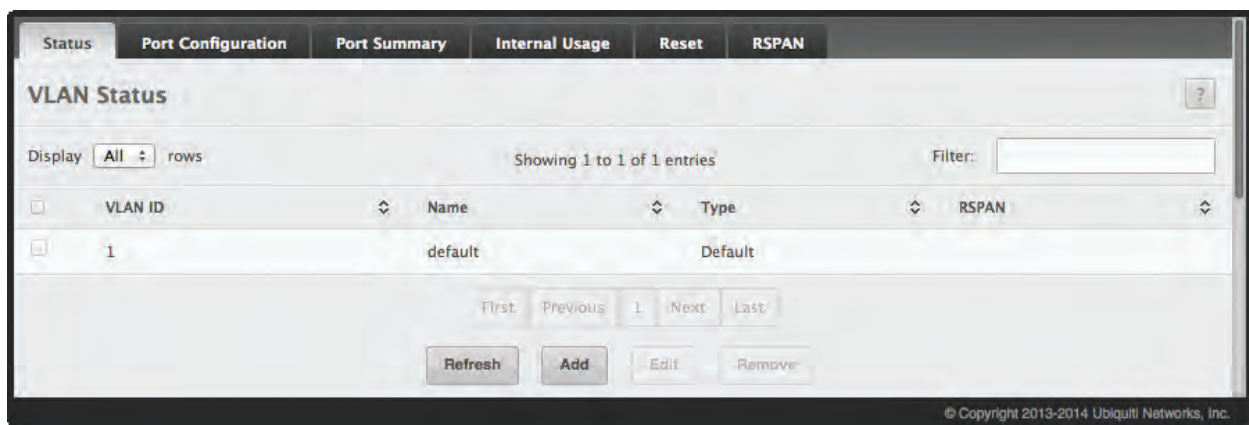 Status Port Configuration Port Summary Internal Usage Reset RSPAN
VLAN Status ?
Display All rows Showing 1 to 1 of 1 entries Filter:
VLAN ID Name Type RSPAN
1 default Default
First Previous 1 Next Last
Refresh Add Edit Remove
© Copyright 2013-2014 Ubiquiti Networks, Inc.